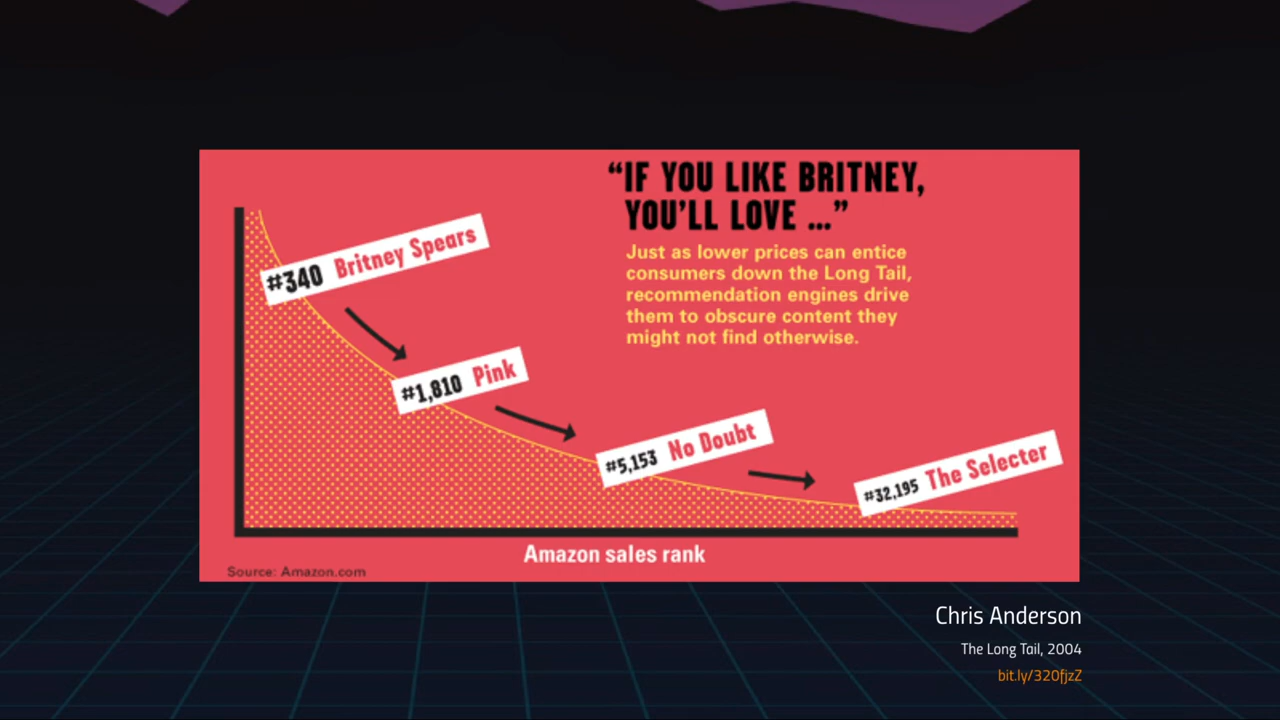 “IF YOU LIKE BRITNEY,
YOU’LL LOVE ...”
Just as lower prices can entice
consumers down the Long Tail,
recommendation engines drive
them to obscure content they
might not find otherwise.
#340 Britney Spears
#1,810 Pink
#5,153 No Doubt
#32,195 The Selecter
Amazon sales rank
Source: Amazon.com
Chris Anderson
The Long Tail, 2004
bit.ly/320fjzZ